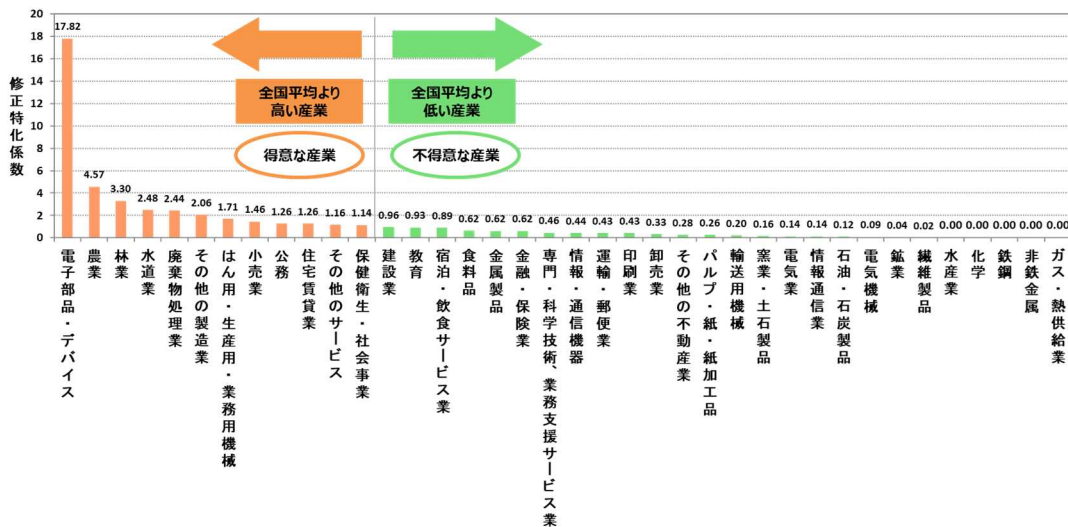 修正特化係数
20
18
16
14
12
10
8
6
4
2
0
全国平均より
高い産業
得意な産業
全国平均より
低い産業
不得意な産業
17.82
4.57
3.30
2.48
2.44
2.06
1.71
1.46
1.26
1.26
1.16
1.14
0.96
0.93
0.89
0.62
0.62
0.62
0.46
0.44
0.43
0.43
0.33
0.28
0.26
0.20
0.16
0.14
0.14
0.12
0.09
0.04
0.02
0.00
0.00
0.00
0.00
0.00
電子部品・デバイス
農業
林業
水道業
廃棄物処理業
その他の製造業
はん用・生産用・業務用機械
小売業
公務
住宅賃貸業
その他のサービス
保健衛生・社会事業
建設業
教育
宿泊・飲食サービス業
食料品
金属製品
金融・保険業
専門・科学技術、業務支援サービス業
情報・通信機器
運輸・郵便業
印刷業
卸売業
その他の不動産業
パルプ・紙・紙加工品
輸送用機械
窯業・土石製品
電気業
情報通信業
石油・石炭製品
電気機械
鉱業
繊維製品
水産業
化学
鉄鋼
非鉄金属
ガス・熱供給業